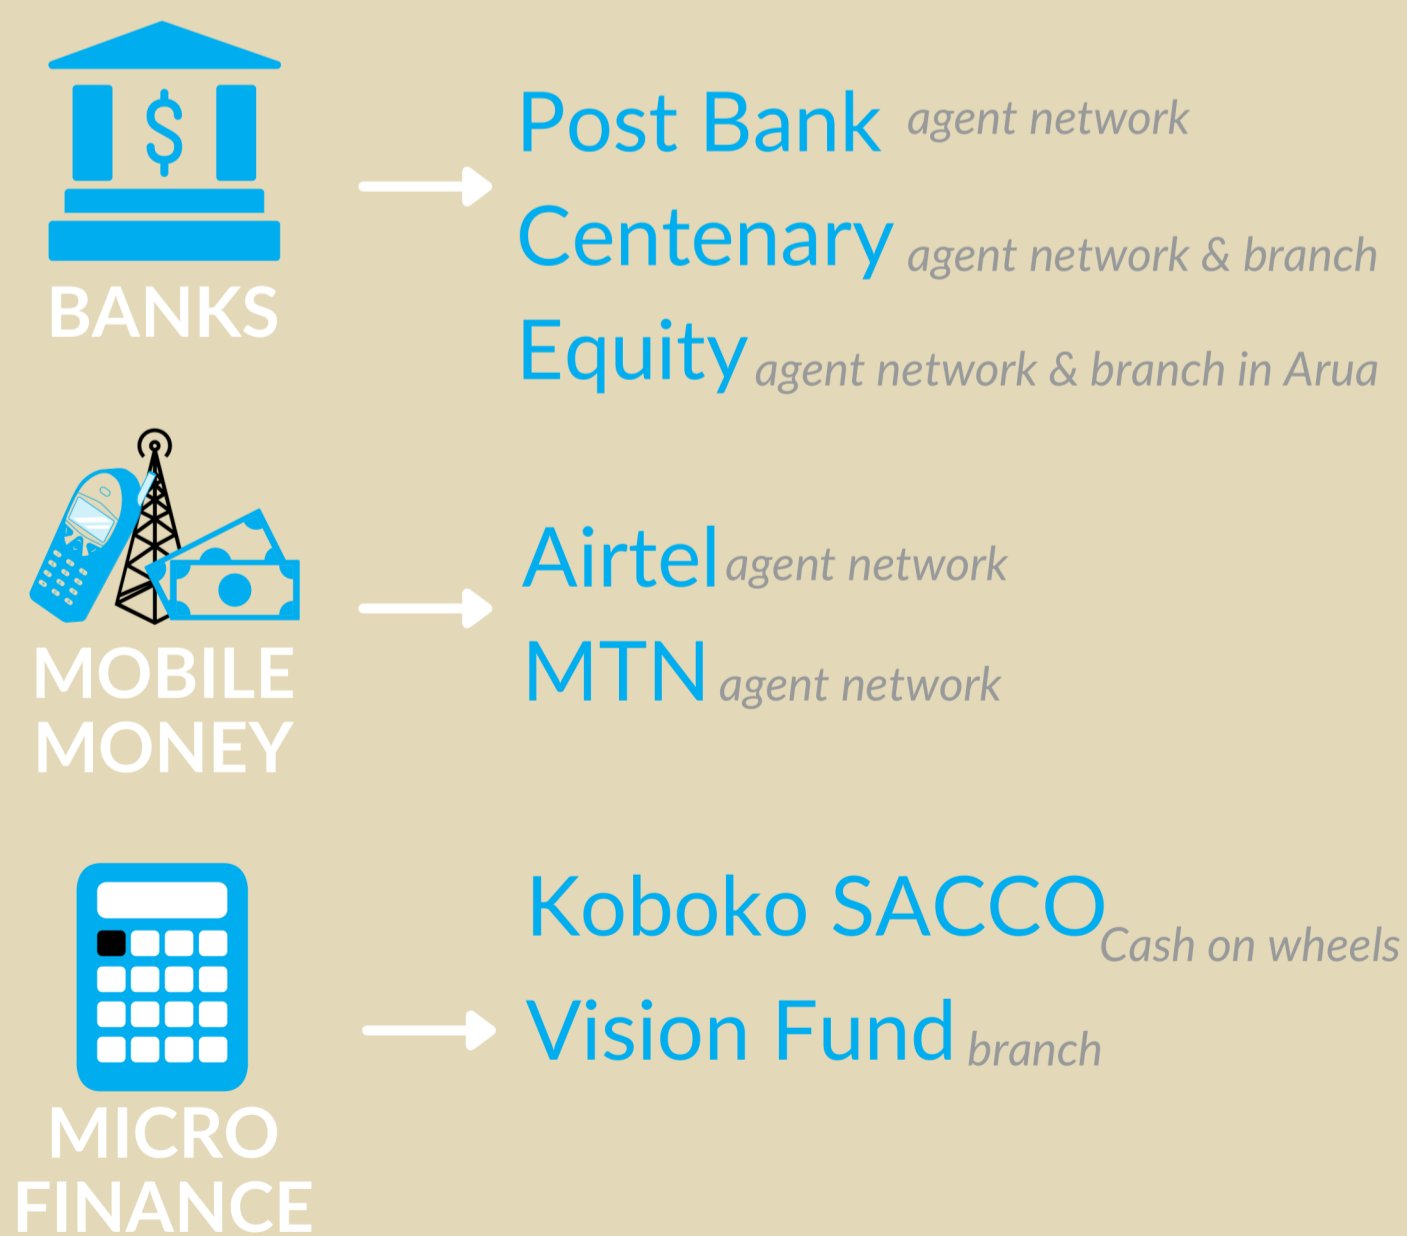 BANKS
Post Bank agent network
Centenary agent network & branch
Equity agent network & branch in Arua
MOBILE
MONEY
Airtel agent network
MTN agent network
MICRO
FINANCE
Koboko SACCO Cash on wheels
Vision Fund branch
$